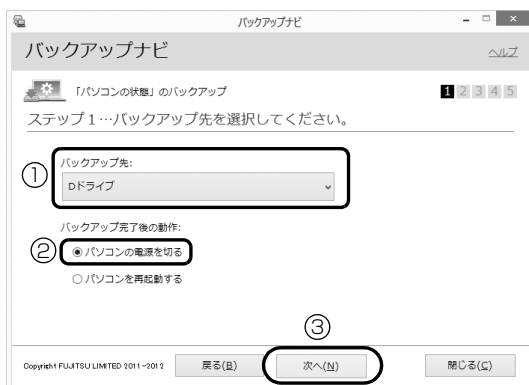 バックアップナビ
バックアップナビ
ヘルプ
「パソコンの状態」のバックアップ
1 2 3 4 5
ステップ1…バックアップ先を選択してください。
①
バックアップ先:
Dドライブ
バックアップ完了後の動作:
②
パソコンの電源を切る
パソコンを再起動する
③
Copyright FUJITSU LIMITED 2011-2012
戻る(B)
次へ(N)
閉じる(C)